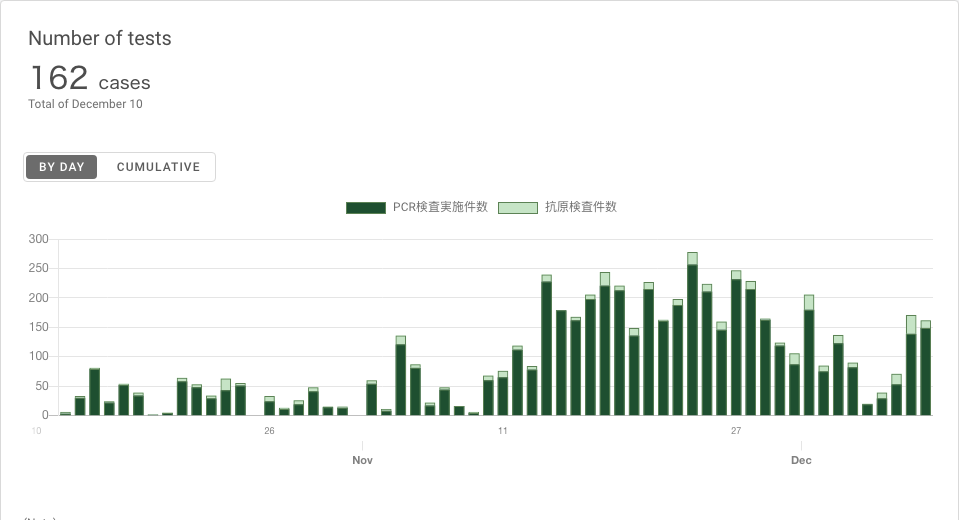 Number of tests
162 cases
Total of December 10
BY DAY CUMULATIVE
PCR検査実施件数 抗原検査件数
300
250
200
150
100
50
0
10 26 11 27
Nov Dec